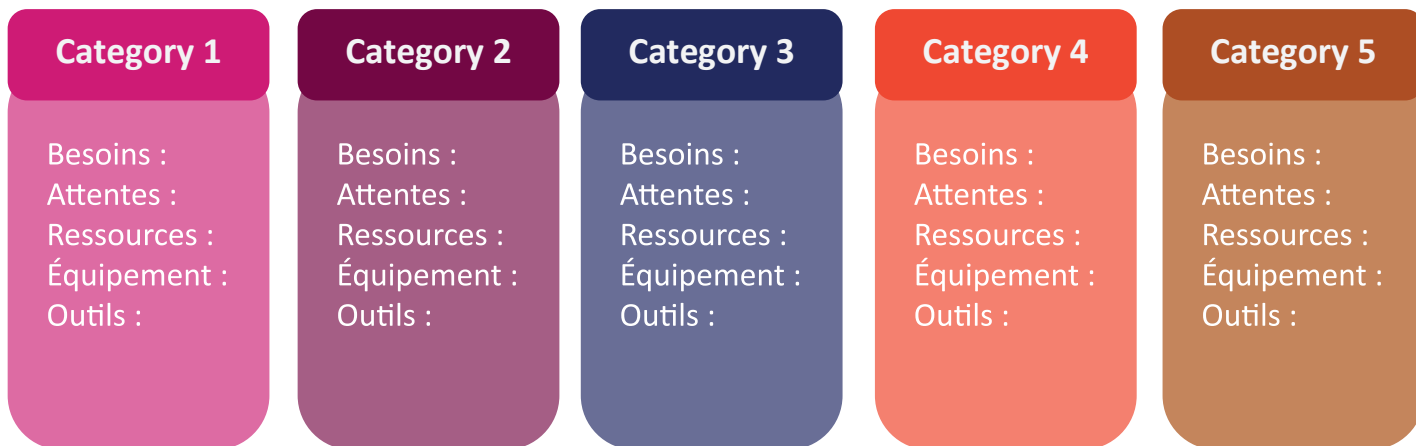 Category 1
Besoins :
Attentes :
Ressources :
Équipement :
Outils :
Category 2
Besoins :
Attentes :
Ressources :
Équipement :
Outils :
Category 3
Besoins :
Attentes :
Ressources :
Équipement :
Outils :
Category 4
Besoins :
Attentes :
Ressources :
Équipement :
Outils :
Category 5
Besoins :
Attentes :
Ressources :
Équipement :
Outils :